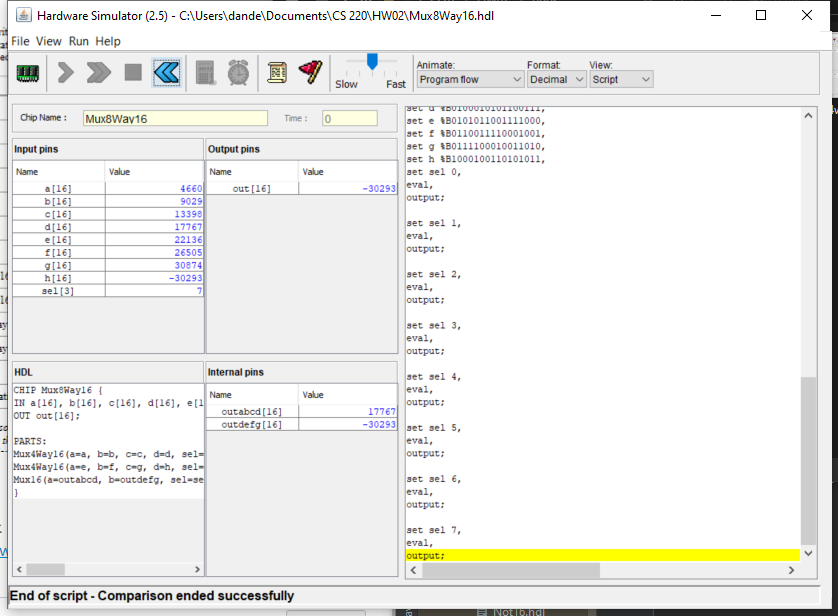 Hardware Simulator (2.5) - C:\Users\dande\Documents\CS 220\HW02\Mux8Way16.hdl
File View Run Help
Animate:
Program flow
Format:
Decimal
View:
Script
Slow
Fast
Chip Name :
Mux8Way16
Time :
0
Input pins
Name Value
a[16] 4660
b[16] 9029
c[16] 13398
d[16] 17767
e[16] 22136
f[16] 26505
g[16] 30874
h[16] -30293
sel[3] 7
Output pins
Name Value
out[16] -30293
HDL
CHIP Mux8Way16 {
IN a[16], b[16], c[16], d[16], e[1
OUT out[16];
PARTS:
Mux4Way16(a=a, b=b, c=c, d=d, sel=
Mux4Way16(a=e, b=f, c=g, d=h, sel=
Mux16(a=outabcd, b=outdefg, sel=se
}
Internal pins
Name Value
outabcd[16] 17767
outdefg[16] -30293
set d %B0100010101100111,
set e %B0101011001111000,
set f %B0110011110001001,
set g %B0111100010011010,
set h %B1000100110101011,
set sel 0,
eval,
output;
set sel 1,
eval,
output;
set sel 2,
eval,
output;
set sel 3,
eval,
output;
set sel 4,
eval,
output;
set sel 5,
eval,
output;
set sel 6,
eval,
output;
set sel 7,
eval,
output;
End of script - Comparison ended successfully
Not16.hdl